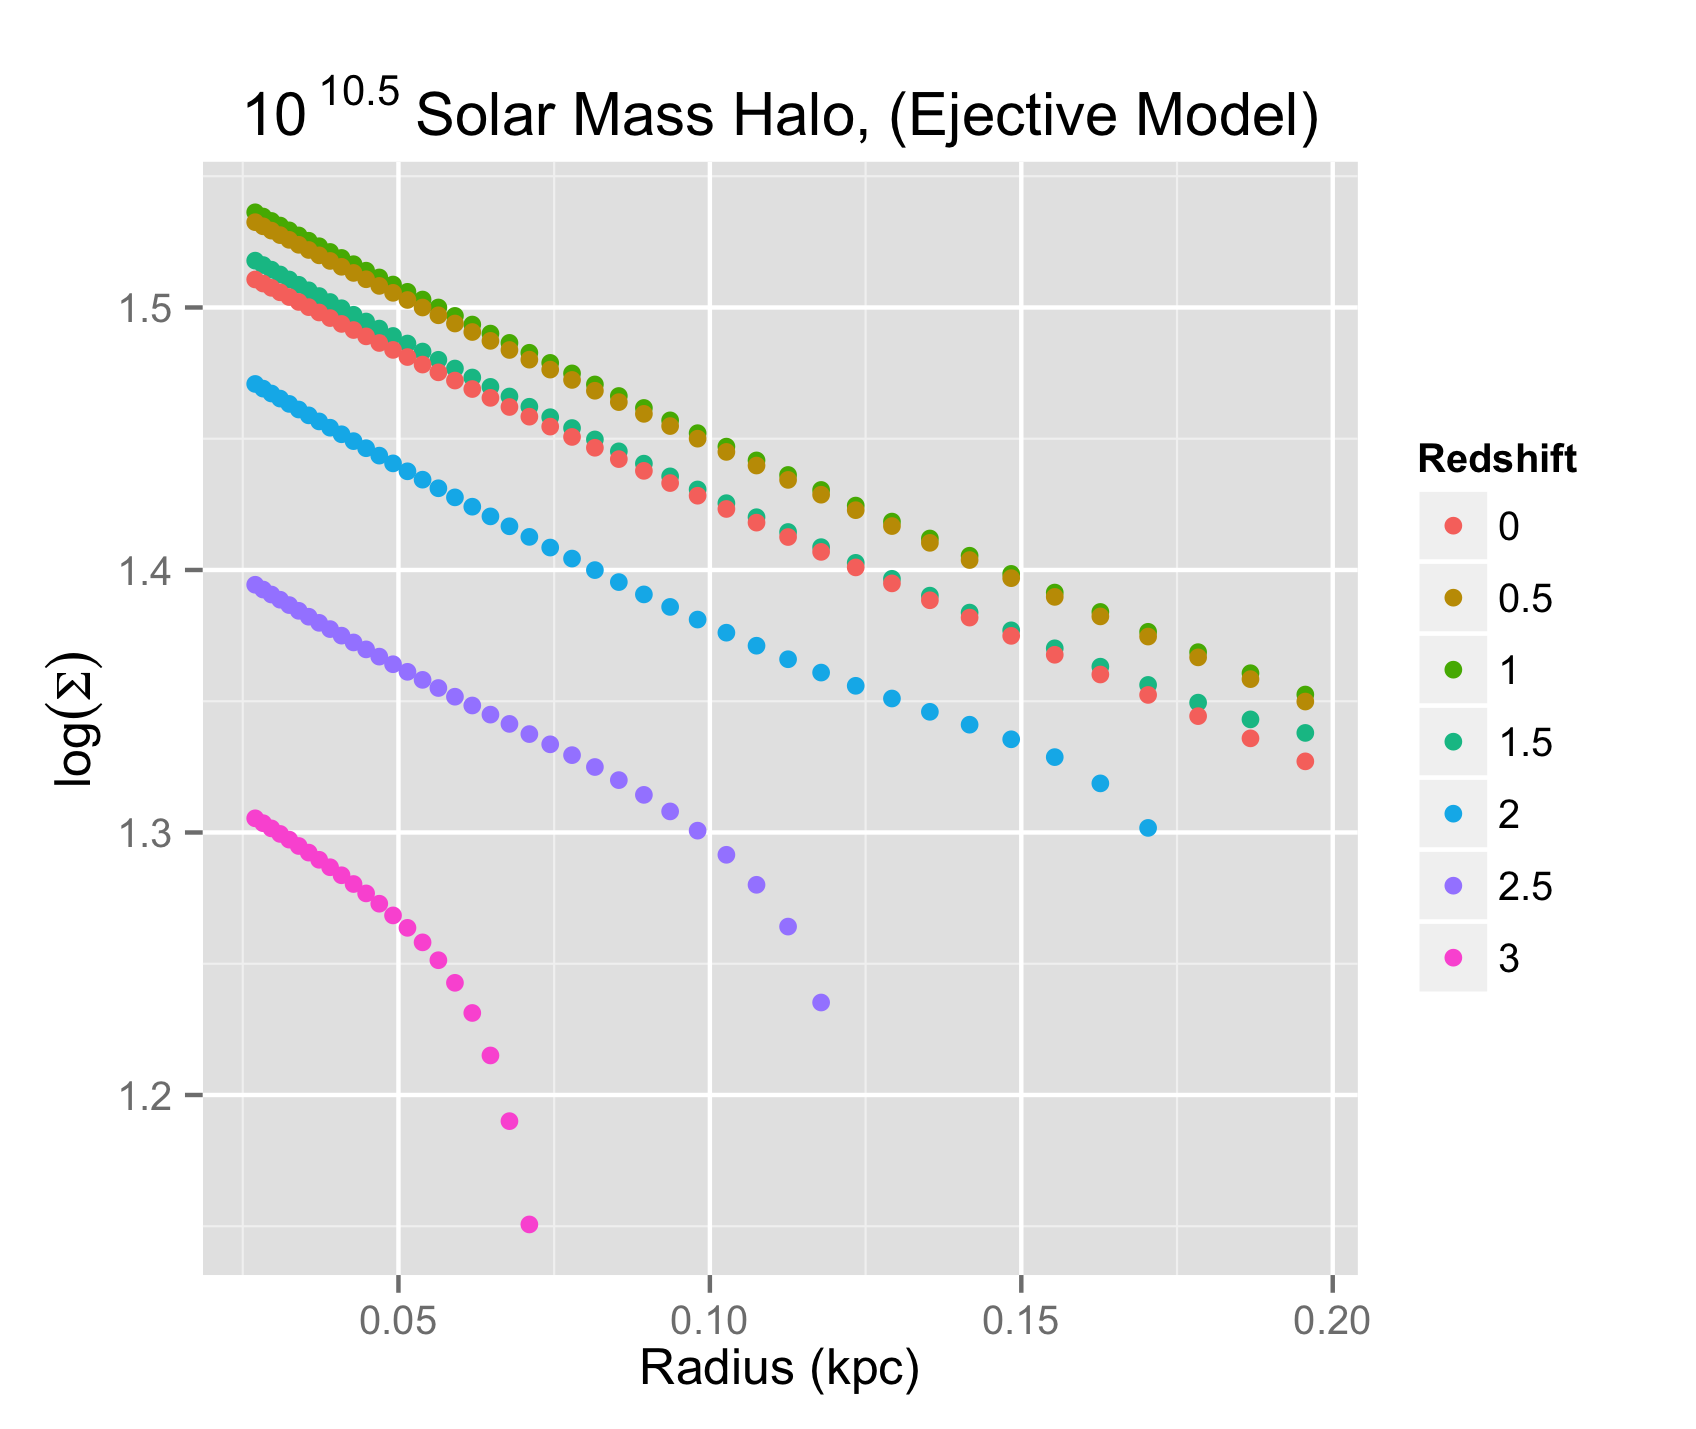 10^10.5 Solar Mass Halo, (Ejective Model)
log(Σ)
1.5
1.4
1.3
1.2
0.05 0.10 0.15 0.20
Radius (kpc)
Redshift
0
0.5
1
1.5
2
2.5
3